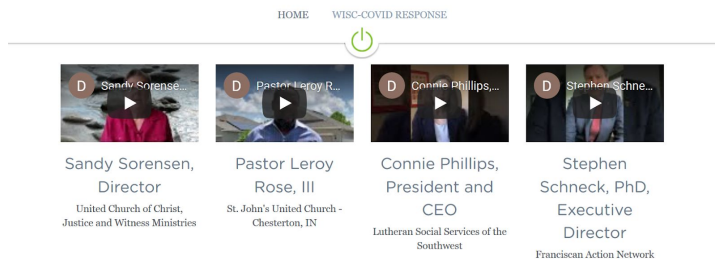 HOME WISC-COVID RESPONSE
D Sandy Sorense...
D Pastor Leroy R...
D Connie Phillips,...
D Stephen Schne...
Sandy Sorensen,
Director
United Church of Christ,
Justice and Witness Ministries
Pastor Leroy
Rose, III
St. John's United Church -
Chesterton, IN
Connie Phillips,
President and
CEO
Lutheran Social Services of the
Southwest
Stephen
Schneck, PhD,
Executive
Director
Franciscan Action Network